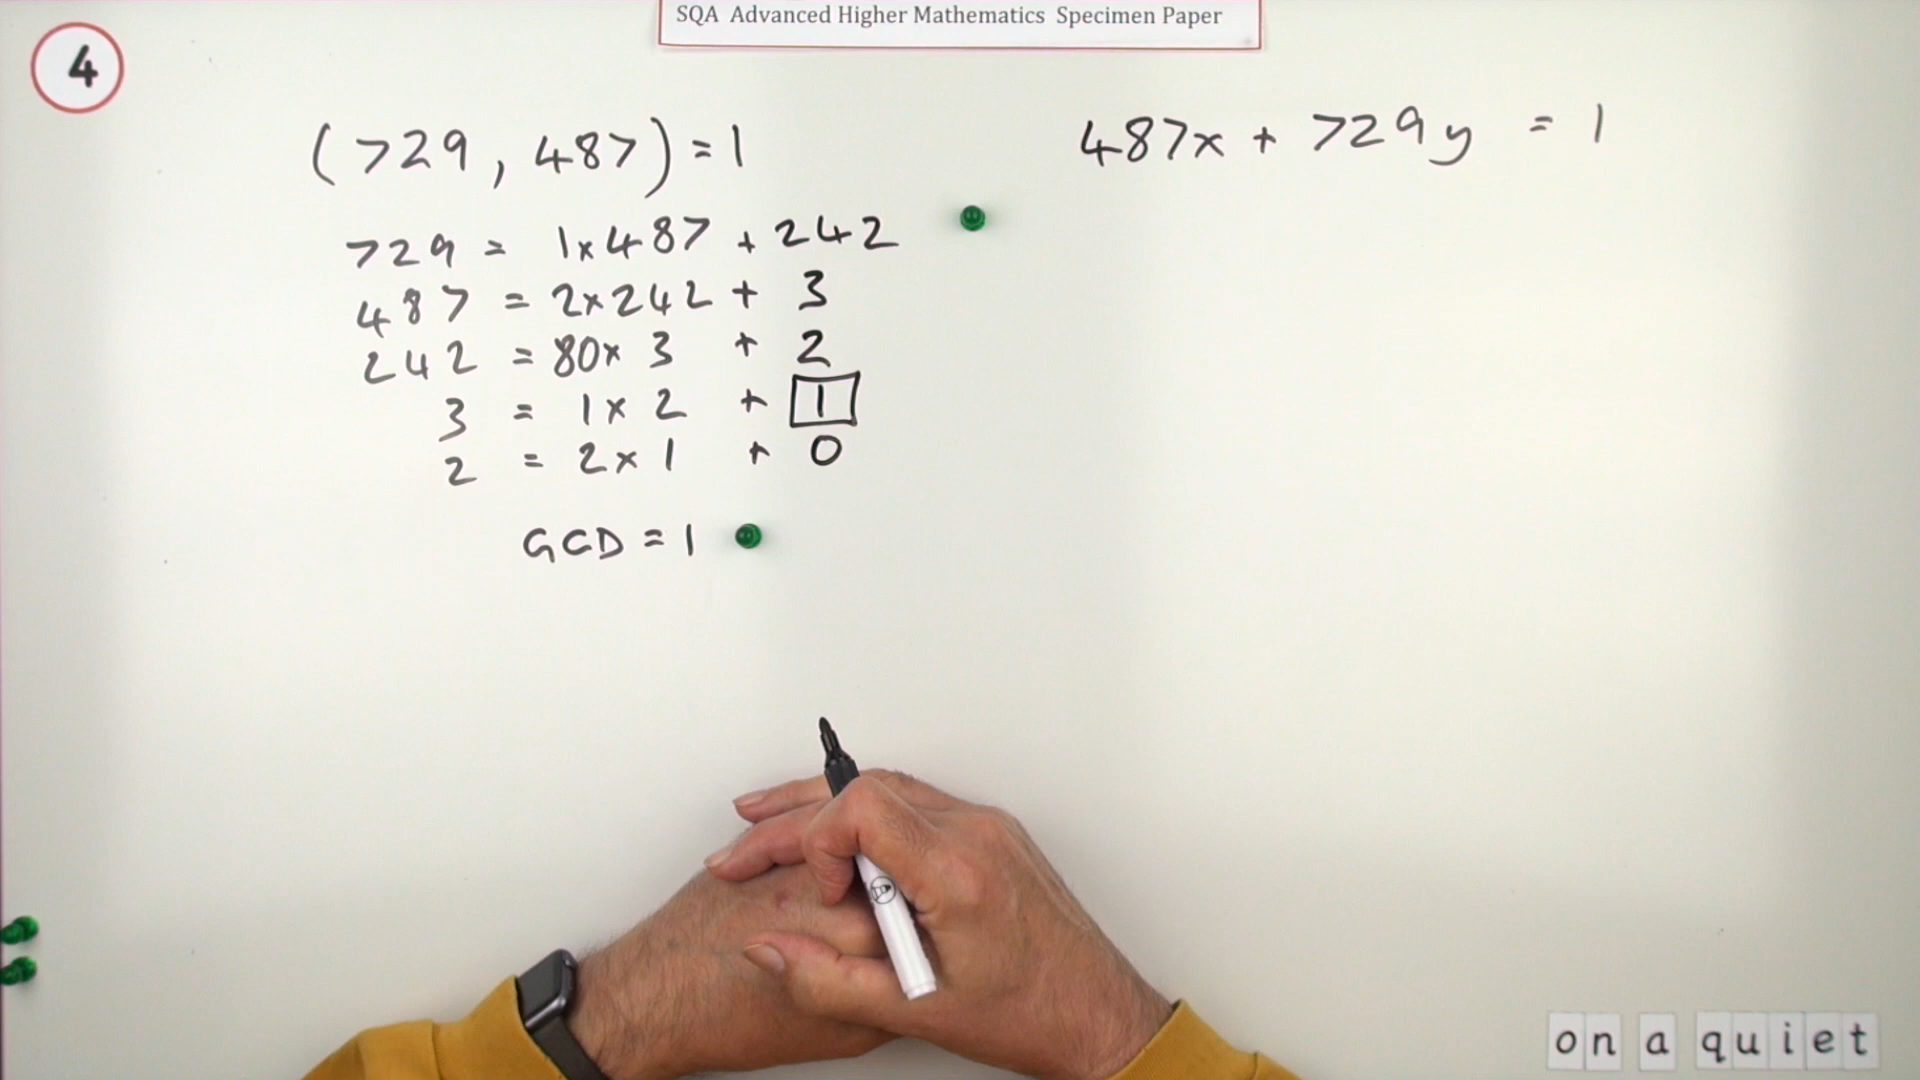 SQA Advanced Higher Mathematics Specimen Paper
4
(729, 487) = 1
487x + 729y = 1
729 = 1×487 + 242
487 = 2×242 + 3
242 = 80× 3 + 2
3 = 1× 2 + 1
2 = 2× 1 + 0
GCD = 1
on a quiet